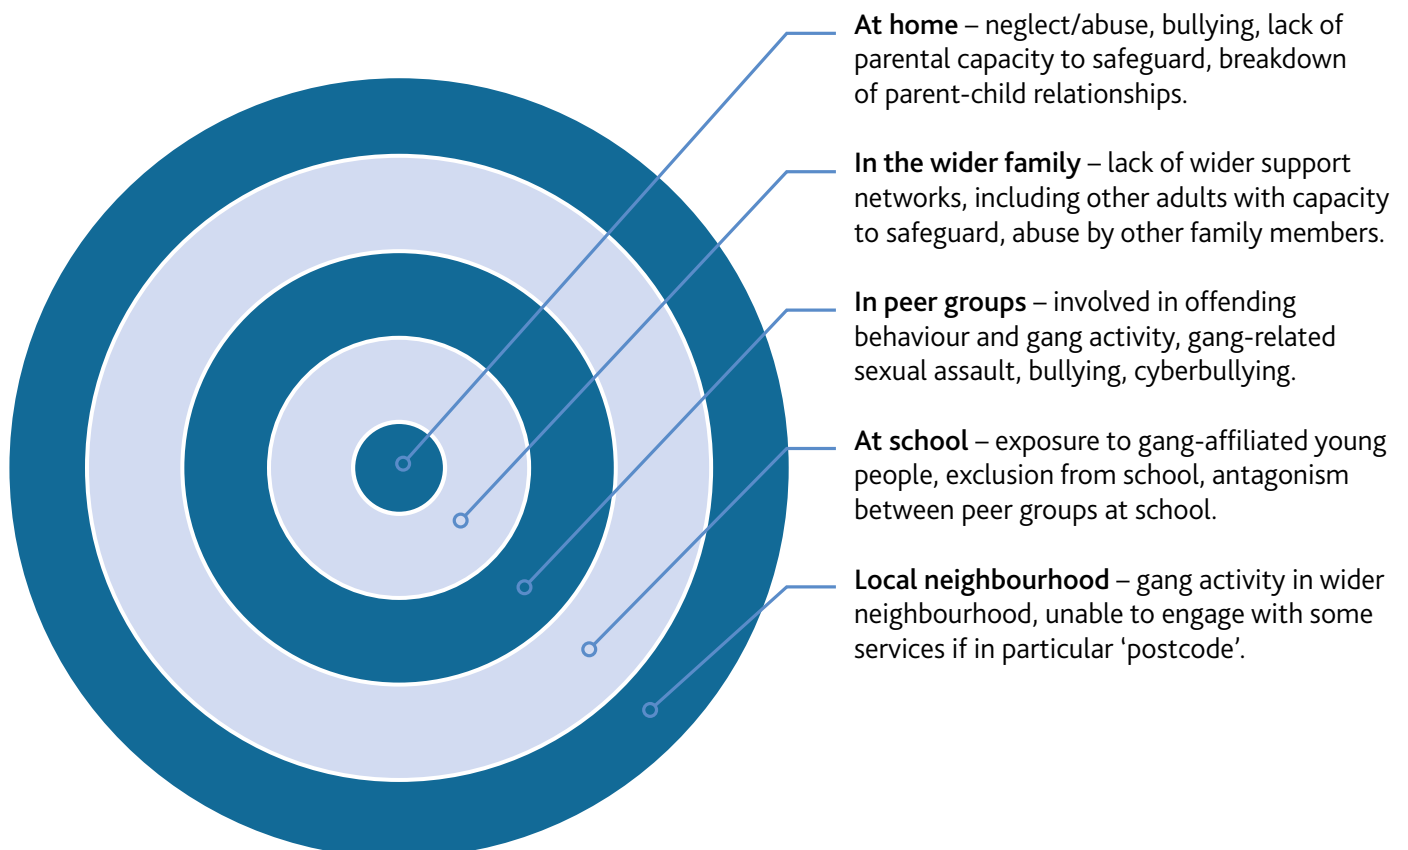 At home – neglect/abuse, bullying, lack of
parental capacity to safeguard, breakdown
of parent-child relationships.
In the wider family – lack of wider support
networks, including other adults with capacity
to safeguard, abuse by other family members.
In peer groups – involved in offending
behaviour and gang activity, gang-related
sexual assault, bullying, cyberbullying.
At school – exposure to gang-affiliated young
people, exclusion from school, antagonism
between peer groups at school.
Local neighbourhood – gang activity in wider
neighbourhood, unable to engage with some
services if in particular ‘postcode’.